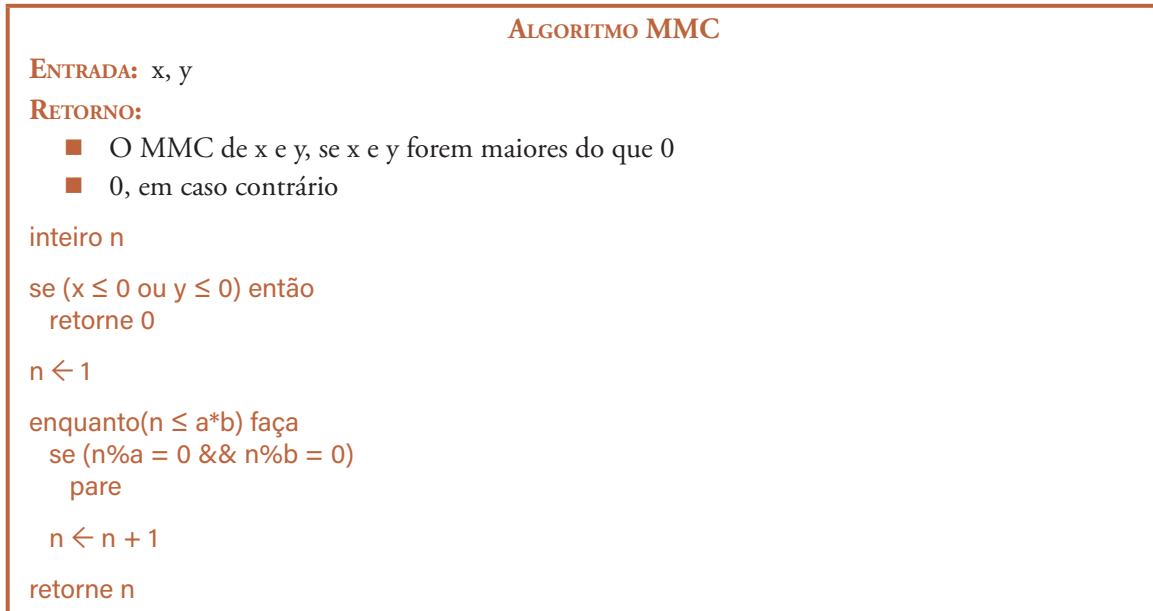 ALGORITMO MMC
ENTRADA: x, y
RETORNO:
■ O MMC de x e y, se x e y forem maiores do que 0
■ 0, em caso contrário
inteiro n
se (x ≤ 0 ou y ≤ 0) então
retorne 0
n ← 1
enquanto(n ≤ a*b) faça
se (n%a = 0 && n%b = 0)
pare
n ← n + 1
retorne n